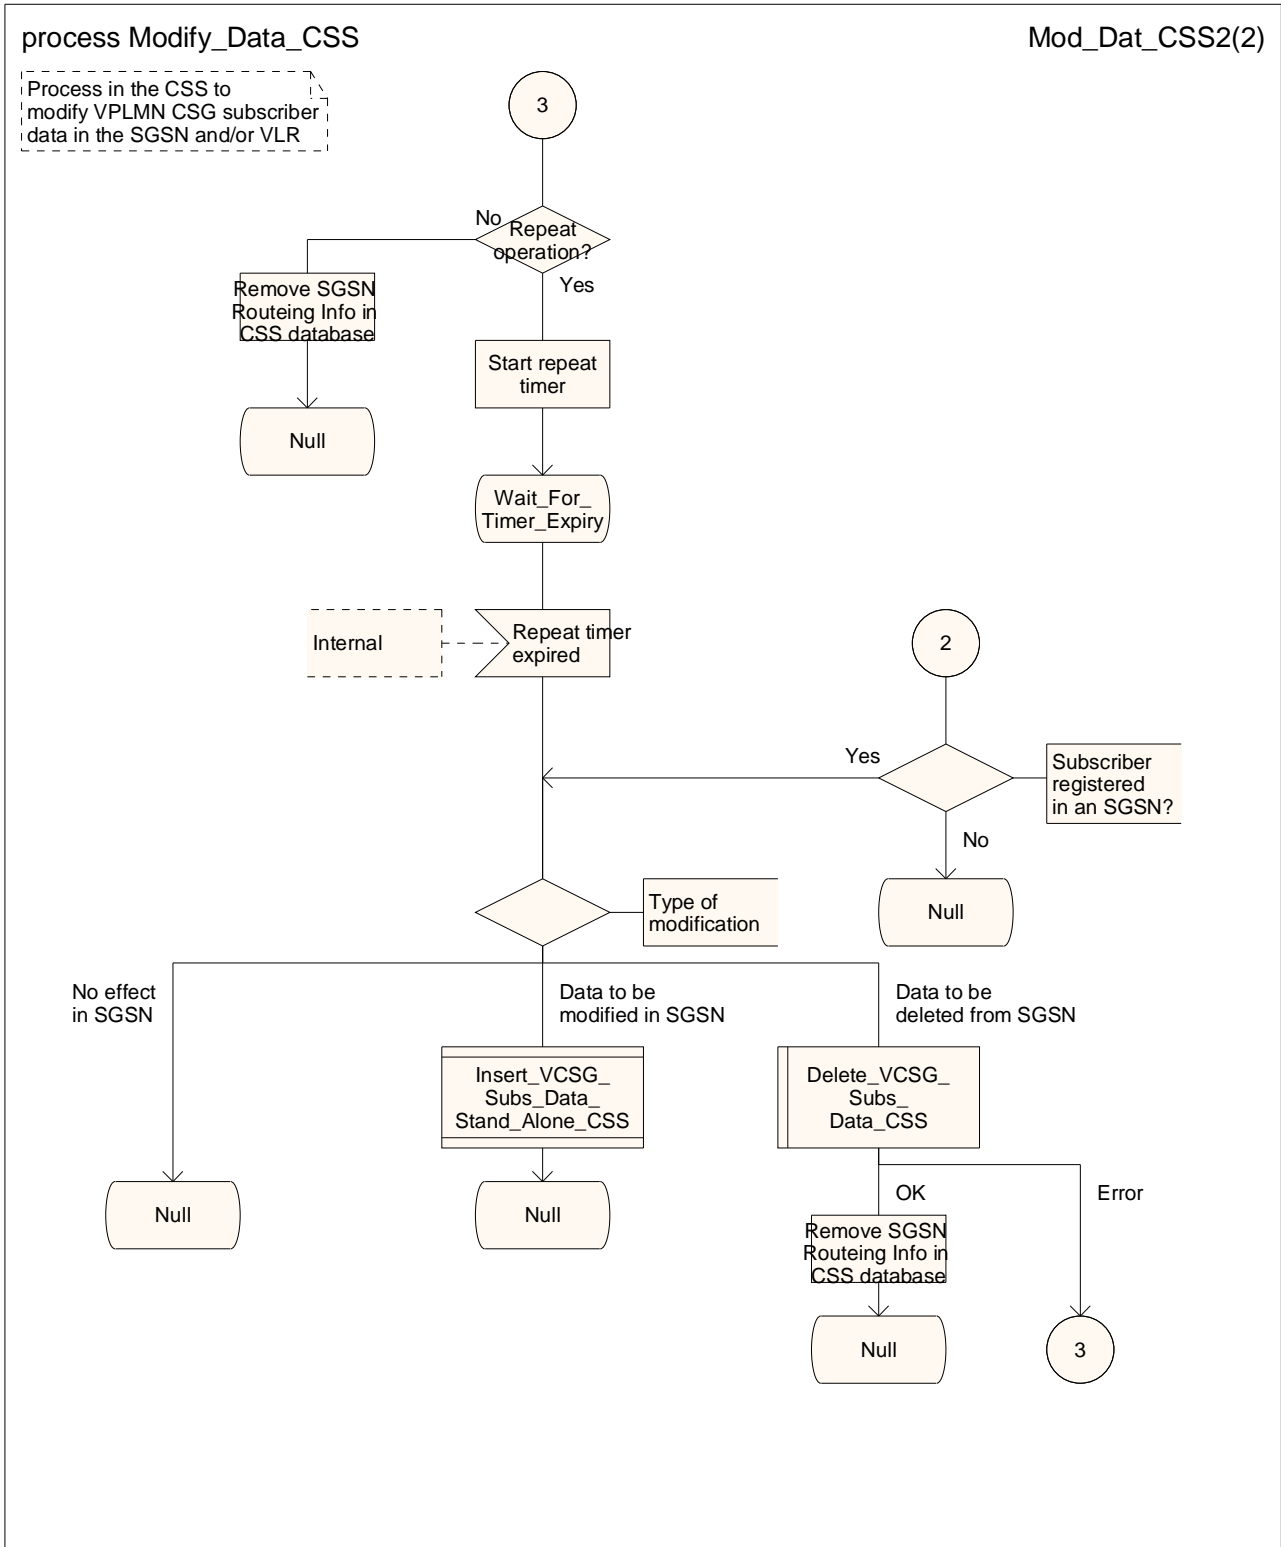 process Modify_Data_CSS
Mod_Dat_CSS2(2)
Process in the CSS to
modify VPLMN CSG subscriber
data in the SGSN and/or VLR
3
No
Repeat
operation?
Yes
Remove SGSN
Routeing Info in
CSS database
Start repeat
timer
Null
Wait_For_
Timer_Expiry
Internal
Repeat timer
expired
2
Yes
Subscriber
registered
in an SGSN?
No
Type of
modification
Null
No effect
in SGSN
Data to be
modified in SGSN
Data to be
deleted from SGSN
Insert_VCSG_
Subs_Data_
Stand_Alone_CSS
Delete_VCSG_
Subs_
Data_CSS
OK
Error
Null
Null
Remove SGSN
Routeing Info in
CSS database
Null
3